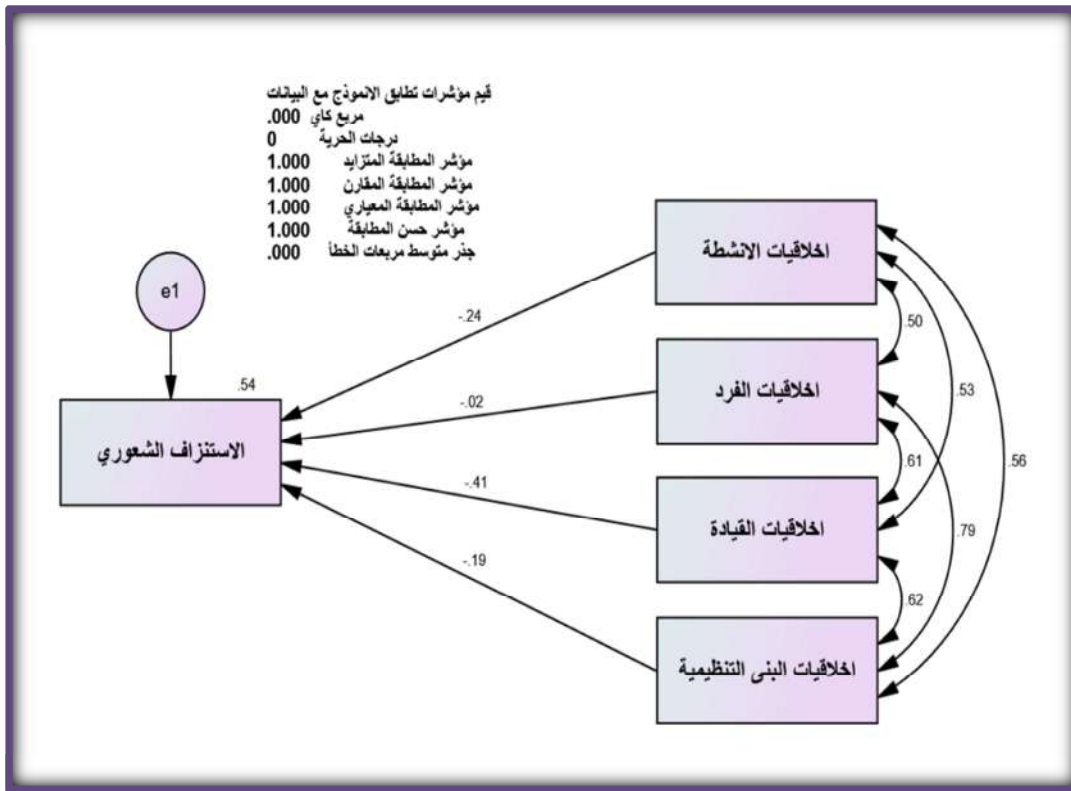 قيم مؤشرات تطابق الانموذج مع البيانات
مربع كاي .000
درجات الحرية 0
مؤشر المطابقة المتزايد 1.000
مؤشر المطابقة المقارن 1.000
مؤشر المطابقة المعياري 1.000
مؤشر حسن المطابقة 1.000
جذر متوسط مربعات الخطأ .000
اخلاقيات الانشطة
e1
-.24
.50
.54
اخلاقيات الفرد
-.02
.53
الاستنزاف الشعوري
.61
.56
-.41
اخلاقيات القيادة
.79
-.19
.62
اخلاقيات البنى التنظيمية